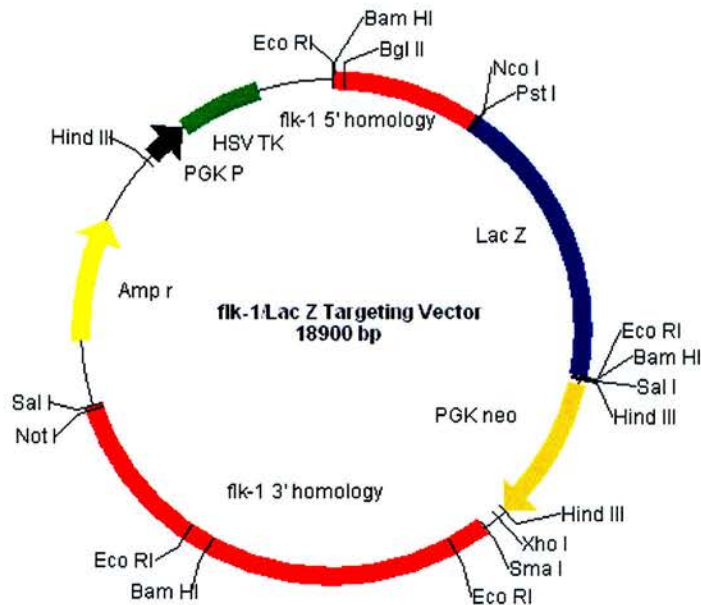 Bam HI
Eco RI
Bgl II
Nco I
Pst I
flk-1 5' homology
HSV TK
Hind III
PGK P
Lac Z
Amp r
flk-1/Lac Z Targeting Vector
18900 bp
Eco RI
Bam HI
Sal I
Hind III
PGK neo
Sal I
Not I
flk-1 3' homology
Hind III
Xho I
Sma I
Eco RI
Bam HI
Eco RI